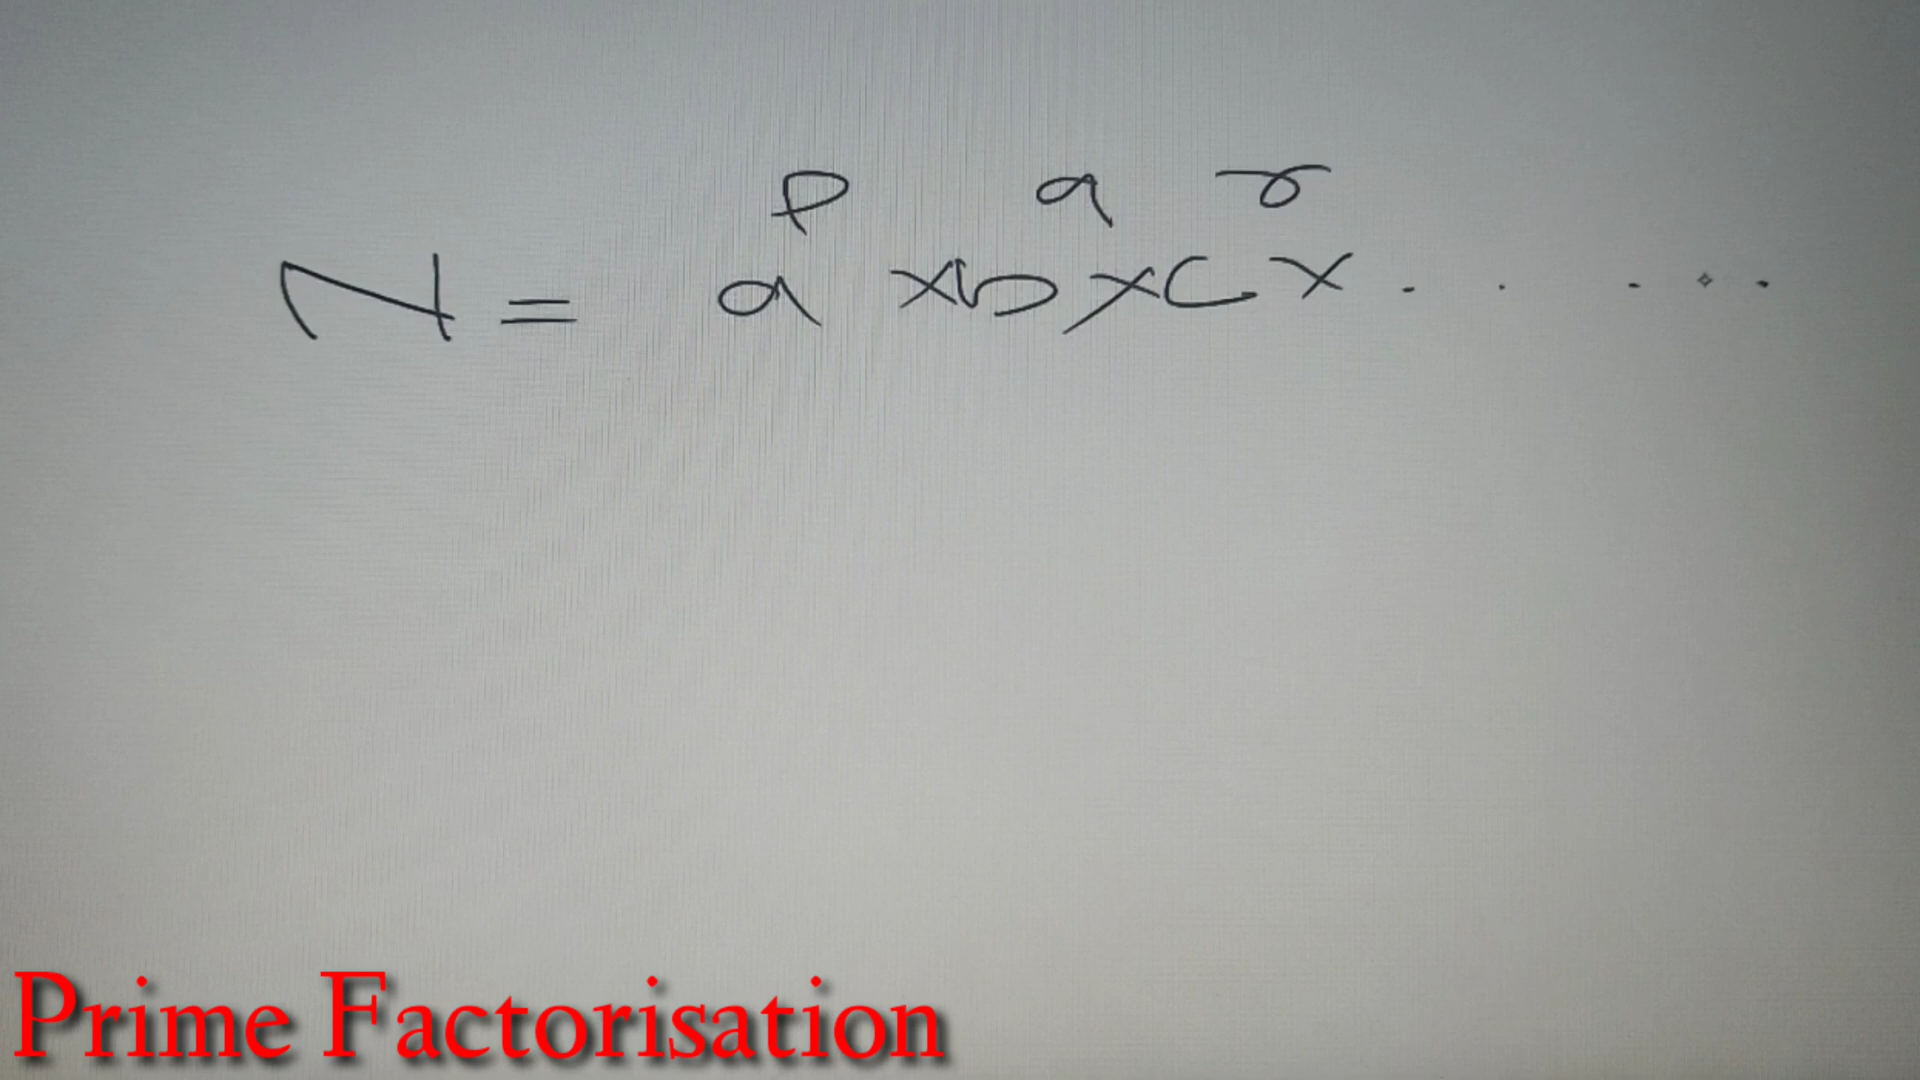 p q r
N = a x b x c x . . . . .
Prime Factorisation